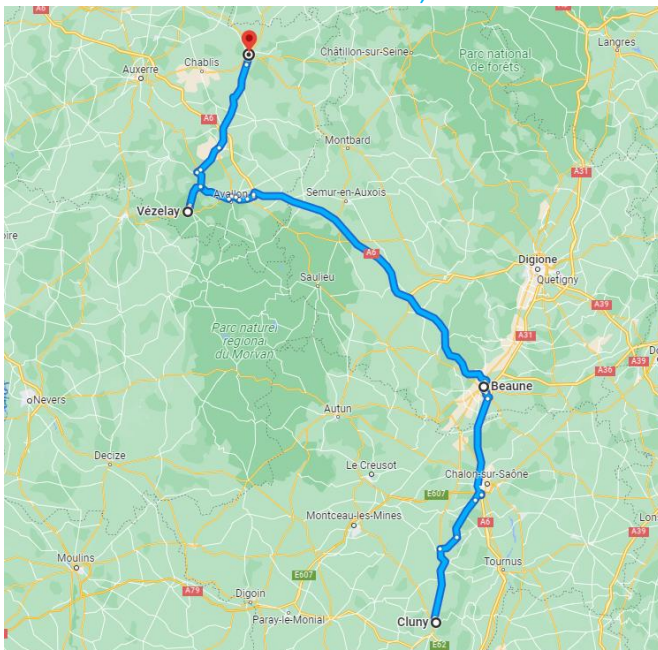 A6
Langres
Châtillon-sur-Seine
Parc national
de forêts
Chablis
Auxerre
A6
Montbard
A31
Avallon
Semur-en-Auxois
Vézelay
A6
Digione
Quetigny
Saulieu
A39
Parc naturel
régional
du Morvan
A31
A36
A39
Beaune
Nevers
Autun
Decize
Le Creusot
Chalon-sur-Saône
E607
Montceau-les-Mines
A6
A39
Moulins
E607
Tournus
A79
Digoin
Paray-le-Monial
Cluny
E62